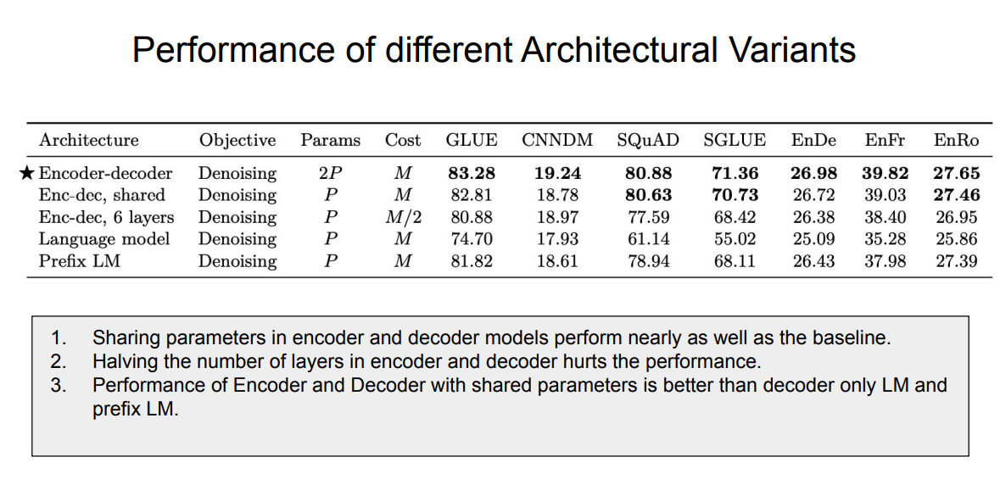 Performance of different Architectural Variants
Architecture Objective Params Cost GLUE CNNDM SQuAD SGLUE EnDe EnFr EnRo
★ Encoder-decoder Denoising 2P M 83.28 19.24 80.88 71.36 26.98 39.82 27.65
Enc-dec, shared Denoising P M 82.81 18.78 80.63 70.73 26.72 39.03 27.46
Enc-dec, 6 layers Denoising P M/2 80.88 18.97 77.59 68.42 26.38 38.40 26.95
Language model Denoising P M 74.70 17.93 61.14 55.02 25.09 35.28 25.86
Prefix LM Denoising P M 81.82 18.61 78.94 68.11 26.43 37.98 27.39
1. Sharing parameters in encoder and decoder models perform nearly as well as the baseline.
2. Halving the number of layers in encoder and decoder hurts the performance.
3. Performance of Encoder and Decoder with shared parameters is better than decoder only LM and
prefix LM.